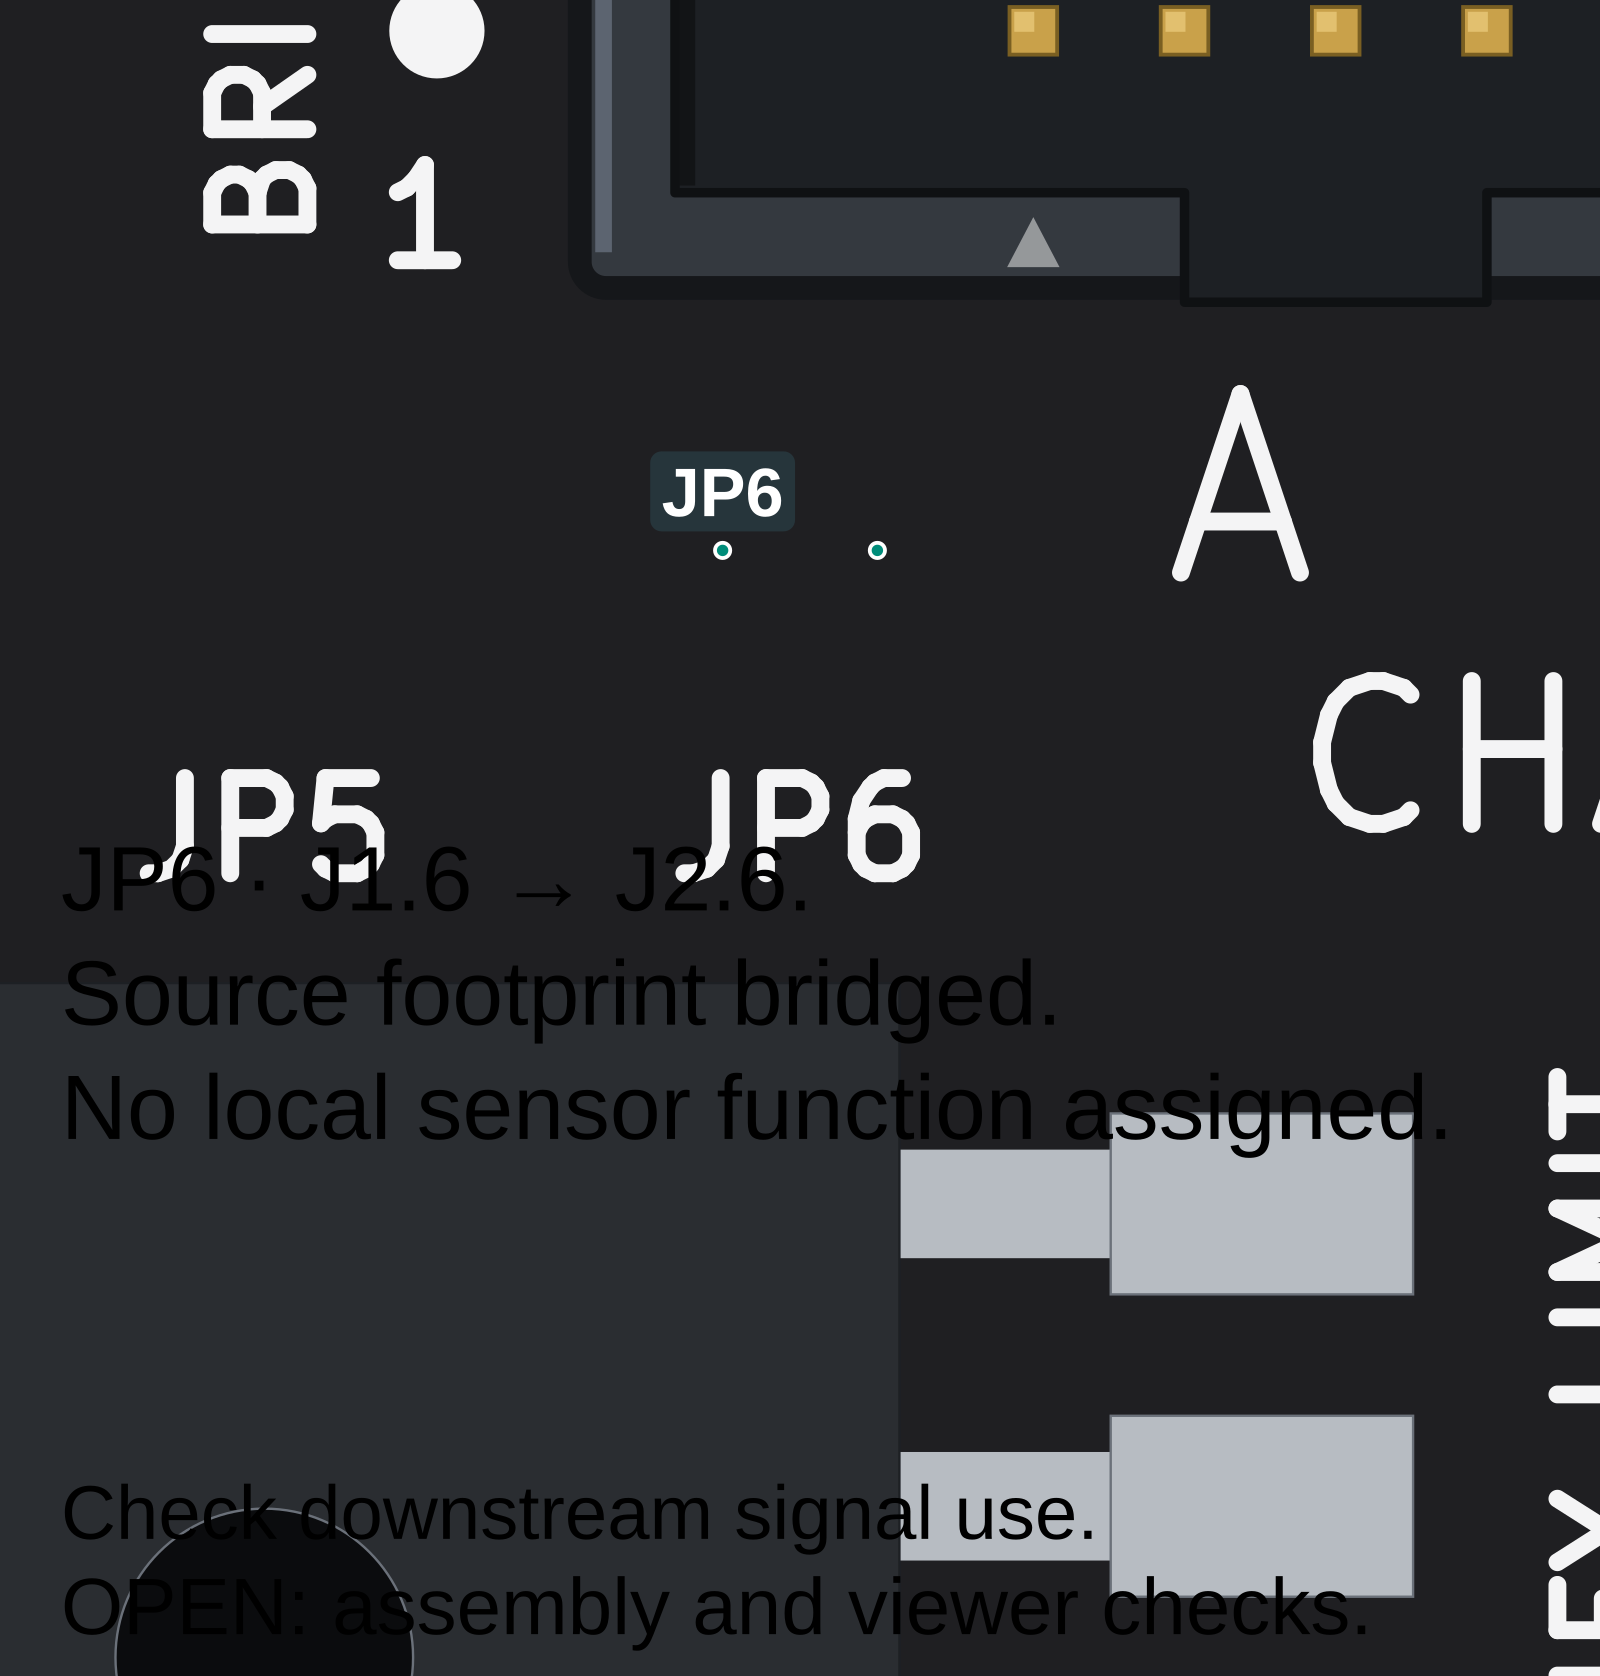 BRI
1
JP6
A
CHA
JP5 JP6
JP6 · J1.6 → J2.6.
Source footprint bridged.
No local sensor function assigned.
Check downstream signal use.
OPEN: assembly and viewer checks.